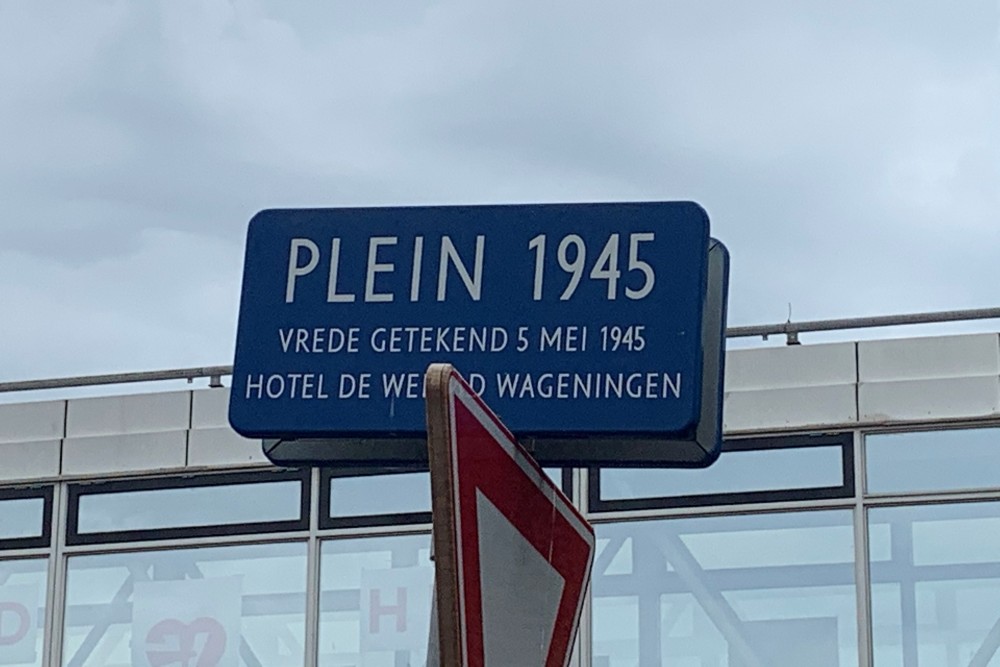 PLEIN 1945
VREDE GETEKEND 5 MEI 1945
HOTEL DE WAGENINGEN
D
H